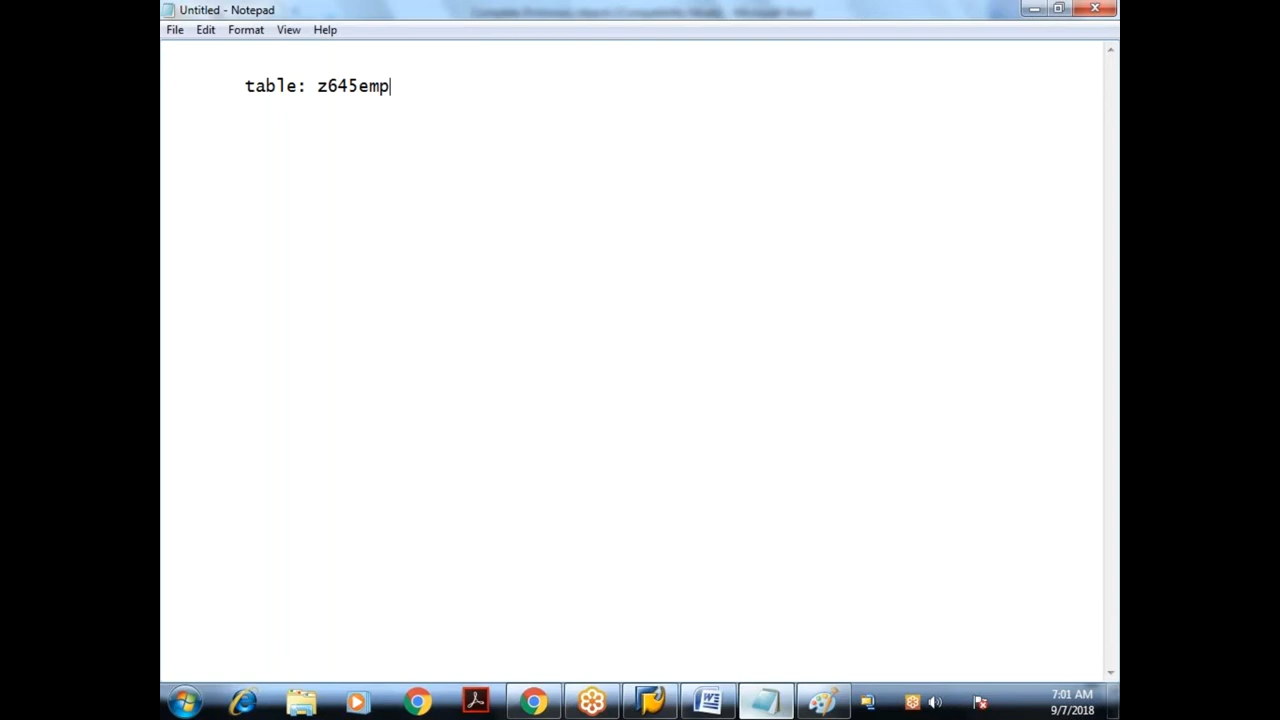 Untitled - Notepad
File Edit Format View Help
table: z645emp
7:01 AM
9/7/2018